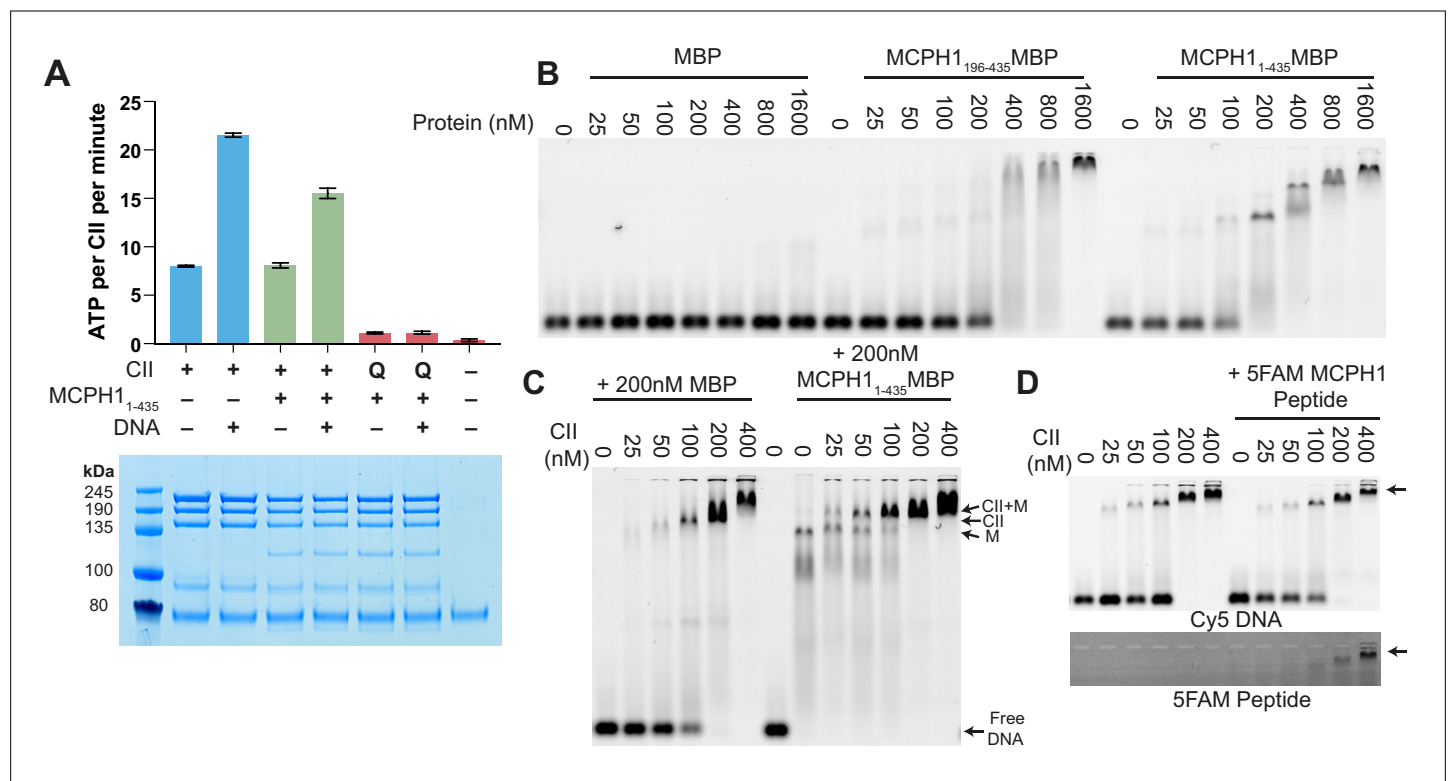 A
ATP per CII per minute
25
20
15
10
5
0
CII + + + + Q Q –
MCPH1₁₋₄₃₅ – – + + + + –
DNA – + – + – + –
kDa
245
190
135
100
80
B
MBP MCPH1₁₉₆₋₄₃₅MBP MCPH1₁₋₄₃₅MBP
Protein (nM) 0 25 50 100 200 400 800 1600 0 25 50 100 200 400 800 1600 0 25 50 100 200 400 800 1600
C
+ 200nM MBP
+ 200nM
MCPH1₁₋₄₃₅MBP
CII
(nM)
0 25 50 100 200 400 0 0 25 50 100 200 400
CII+M
CII
M
Free
DNA
D
+ 5FAM MCPH1
Peptide
CII
(nM)
0 25 50 100 200 400 0 25 50 100 200 400
Cy5 DNA
5FAM Peptide